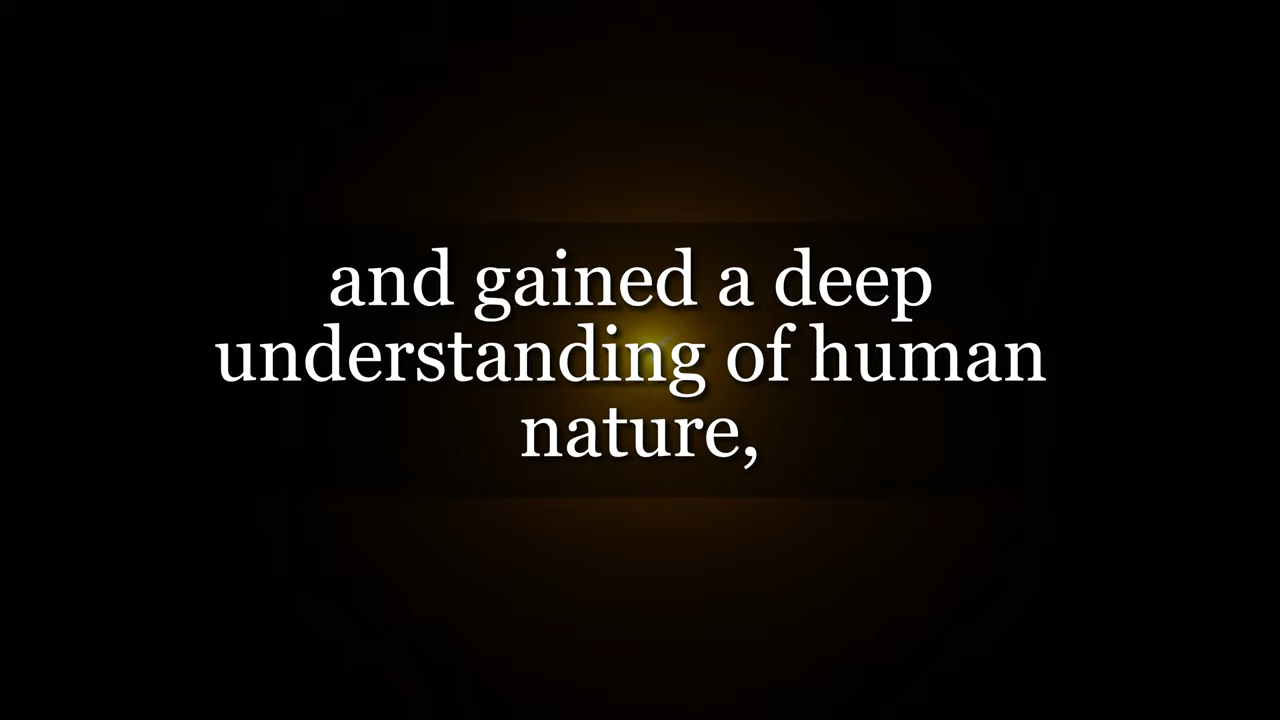 and gained a deep
understanding of human
nature,